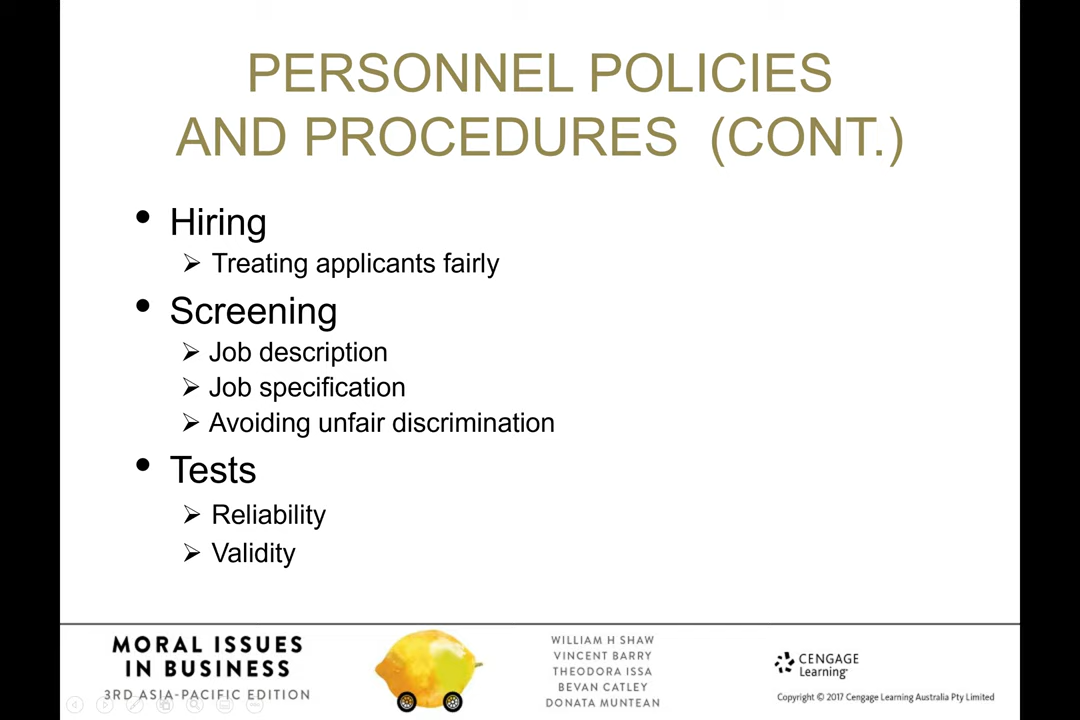 PERSONNEL POLICIES
AND PROCEDURES (CONT.)
• Hiring
➢ Treating applicants fairly
• Screening
➢ Job description
➢ Job specification
➢ Avoiding unfair discrimination
• Tests
➢ Reliability
➢ Validity
MORAL ISSUES
IN BUSINESS
3RD ASIA-PACIFIC EDITION
WILLIAM H SHAW
VINCENT BARRY
THEODORA ISSA
BEVAN CATLEY
DONATA MUNTEAN
CENGAGE
Learning™
Copyright © 2017 Cengage Learning Australia Pty Limited